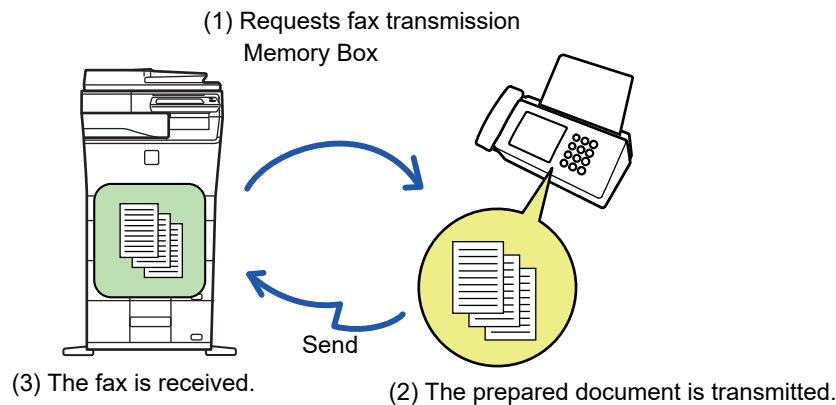 (1) Requests fax transmission
Memory Box
Send
(3) The fax is received.
(2) The prepared document is transmitted.